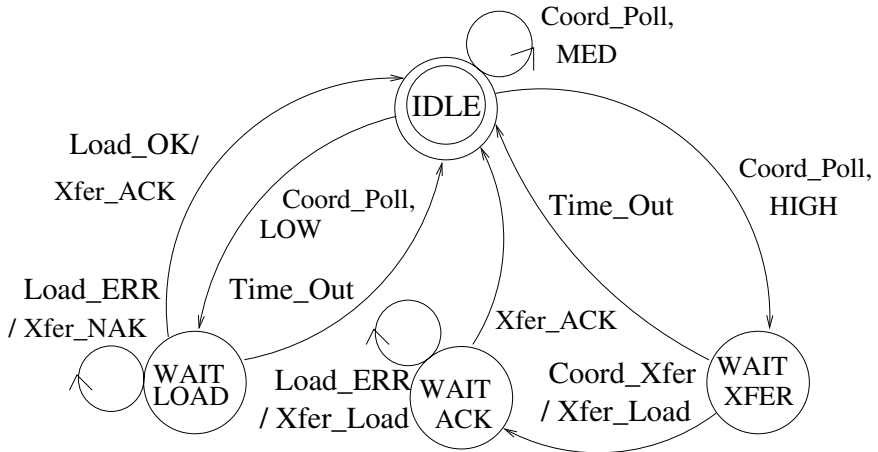 Coord_Poll,
MED
IDLE
Load_OK/
Xfer_ACK
Coord_Poll,
LOW
Coord_Poll,
HIGH
Time_Out
Load_ERR
/ Xfer_NAK
Time_Out
Xfer_ACK
WAIT
LOAD
Load_ERR
/ Xfer_Load
WAIT
ACK
Coord_Xfer
/ Xfer_Load
WAIT
XFER